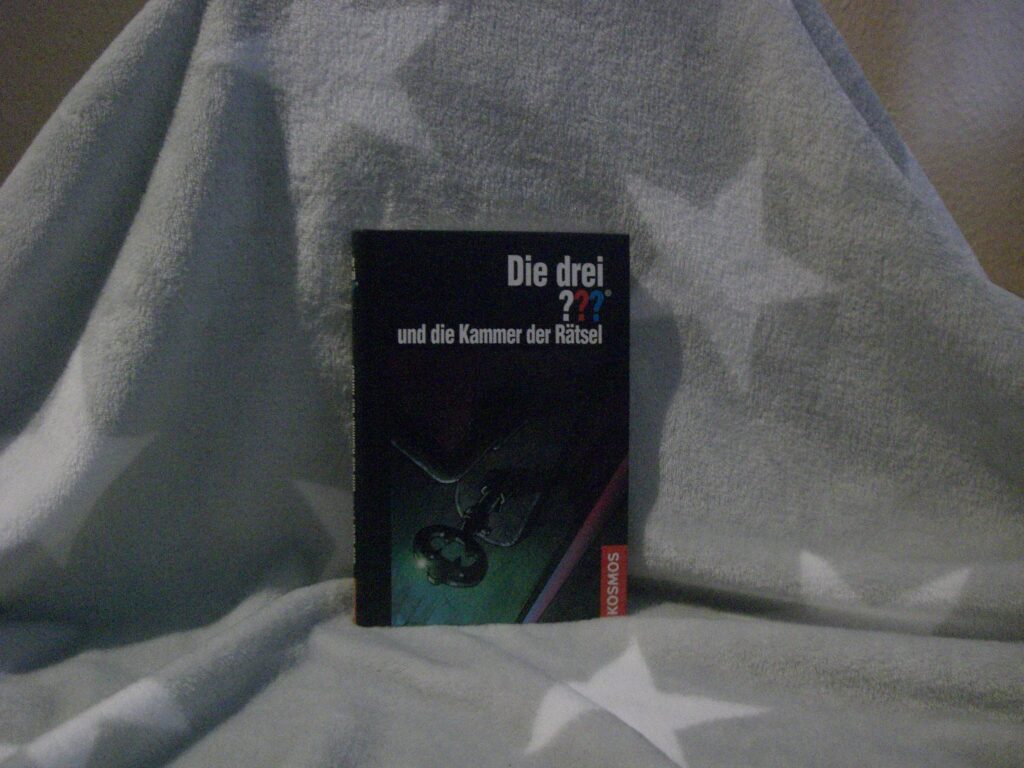 Die drei
???®
und die Kammer der Rätsel
KOSMOS